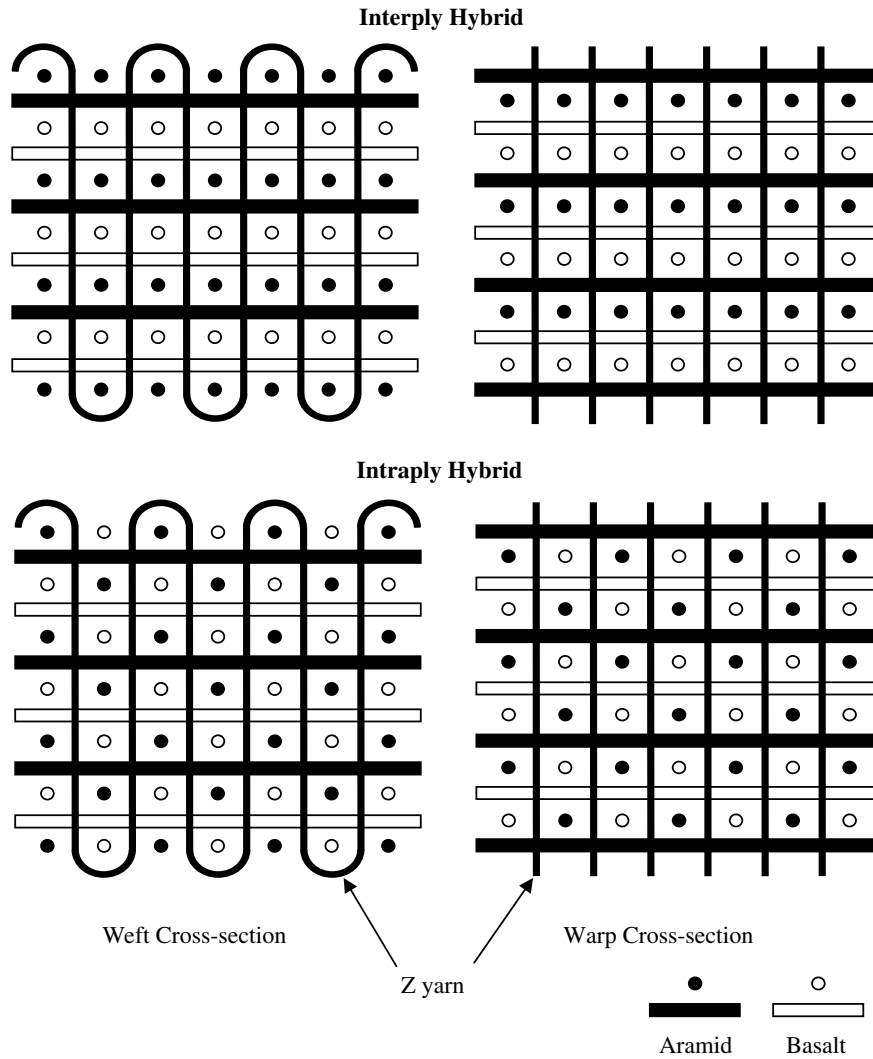 Interply Hybrid
Intraply Hybrid
Weft Cross-section
Warp Cross-section
Z yarn
Aramid
Basalt